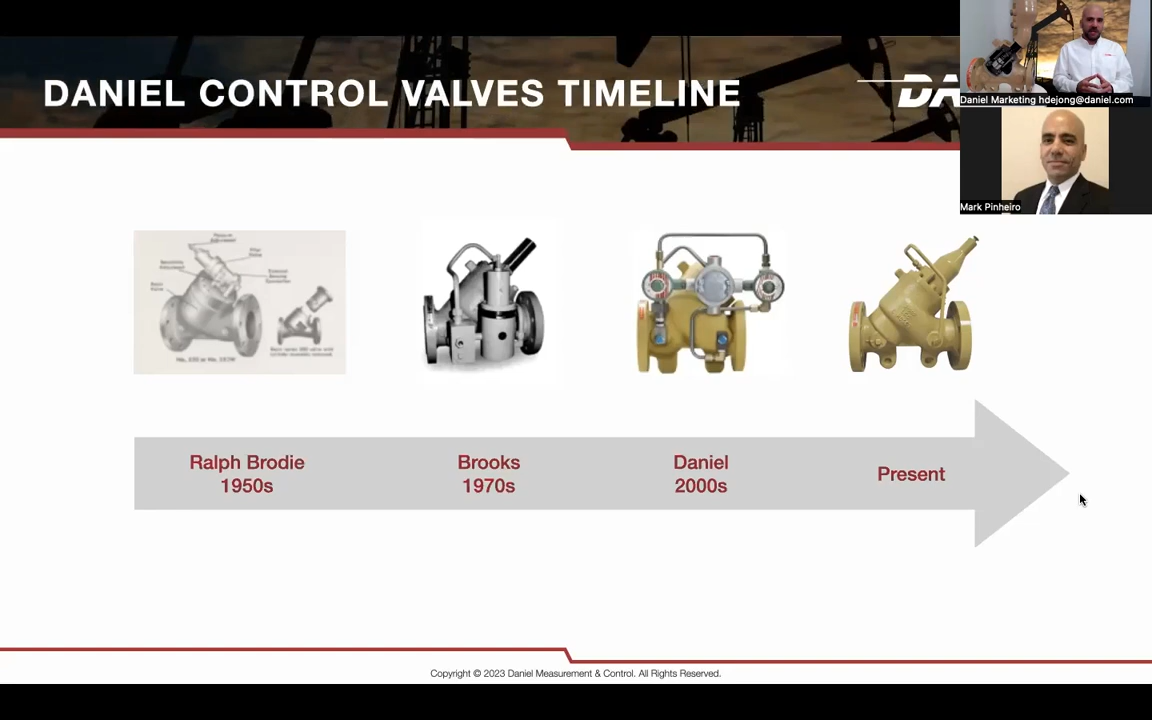 DANIEL CONTROL VALVES TIMELINE
DA
Daniel Marketing hdejong@daniel.com
Mark Pinheiro
Ralph Brodie
1950s
Brooks
1970s
Daniel
2000s
Present
Copyright © 2023 Daniel Measurement & Control. All Rights Reserved.